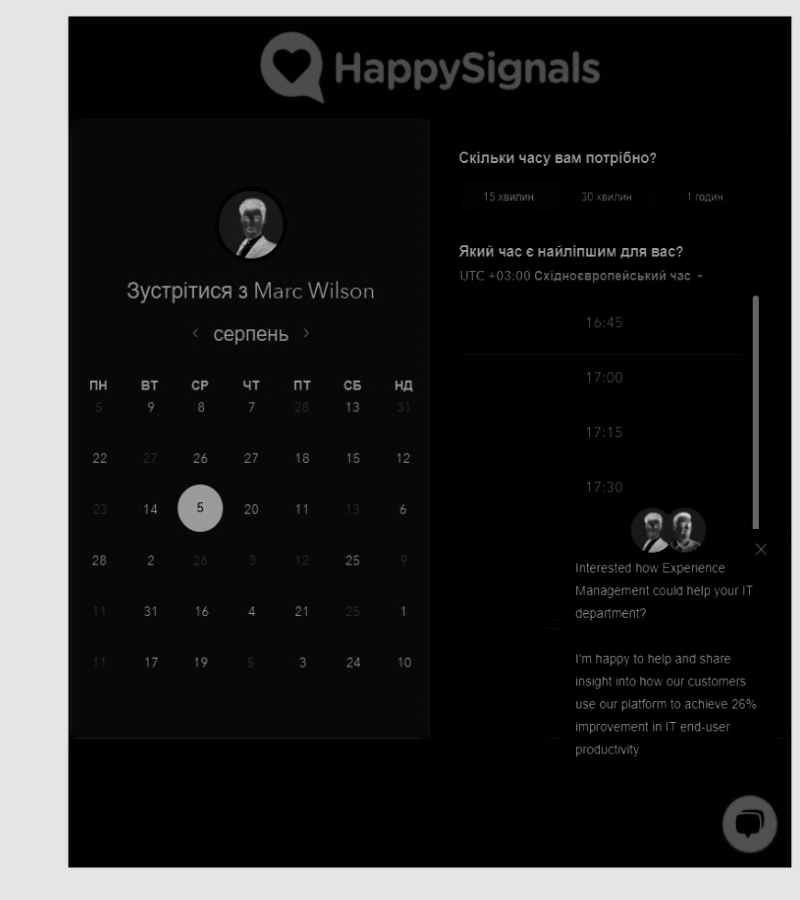 HappySignals
Зустрітися з Marc Wilson
серпень
ПН ВТ СР ЧТ ПТ СБ НД
5 9 8 7 28 13 31
22 27 26 27 18 15 12
23 14 5 20 11 13 6
28 2 26 3 12 25 9
11 31 16 4 21 25 1
11 17 19 5 3 24 10
Скільки часу вам потрібно?
15 хвилин 30 хвилин 1 годин
Який час є найліпшим для вас?
UTC +03:00 Східноєвропейський час
16:45
17:00
17:15
17:30
Interested how Experience
Management could help your IT
department?
I'm happy to help and share
insight into how our customers
use our platform to achieve 26%
improvement in IT end-user
productivity